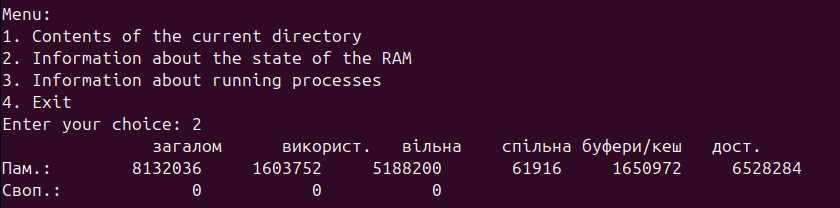 Menu:
1. Contents of the current directory
2. Information about the state of the RAM
3. Information about running processes
4. Exit
Enter your choice: 2
загалом використ. вільна спільна буфери/кеш дост.
Пам.: 8132036 1603752 5188200 61916 1650972 6528284
Своп.: 0 0 0